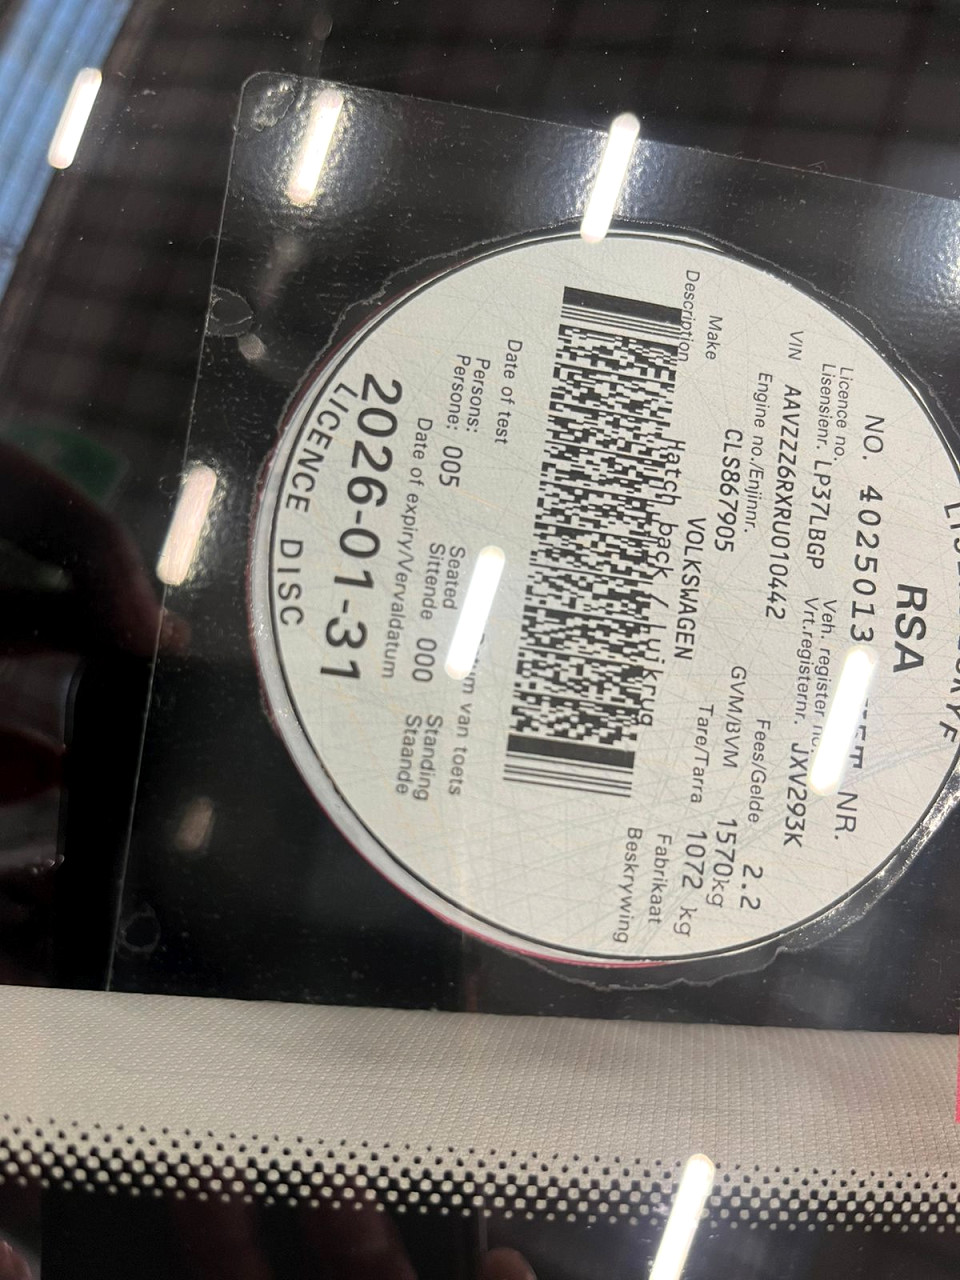 RSA
NO. 4025013 NR.
Licence no.
Lisensienr. LP37LBGP
Veh. register no.
Vrt.registernr. JXV293K
VIN AAVZZZ6RXRU010442
Fees/Gelde 2.2
Engine no./Enjinnr.
CLS867905
GVM/BVM 1570kg
Tare/Tarra 1072 kg
Make VOLKSWAGEN Fabrikaat
Description Hatch back / Luikrug Beskrywing
Date of test van toets
Persons:
Persone: 005
Seated
Sittende 000
Standing
Staande
Date of expiry/Vervaldatum
2026-01-31
LICENCE DISC